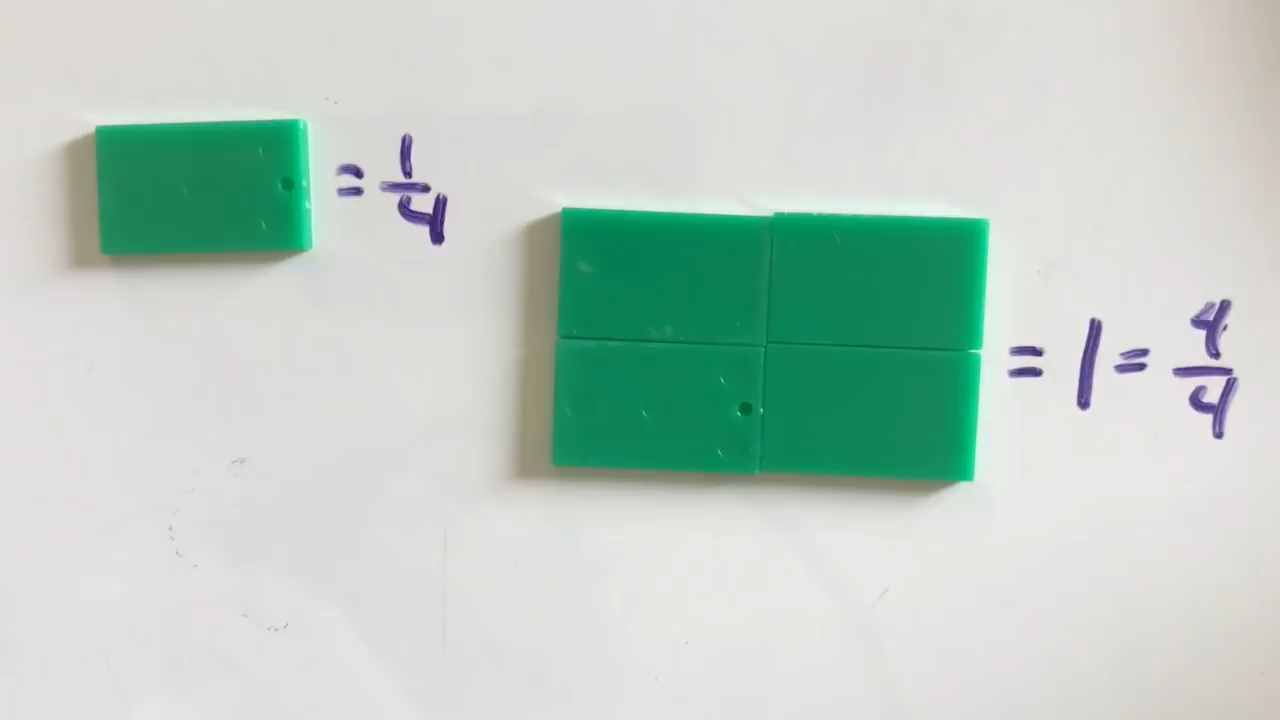 = 1/4
= 1 = 4/4